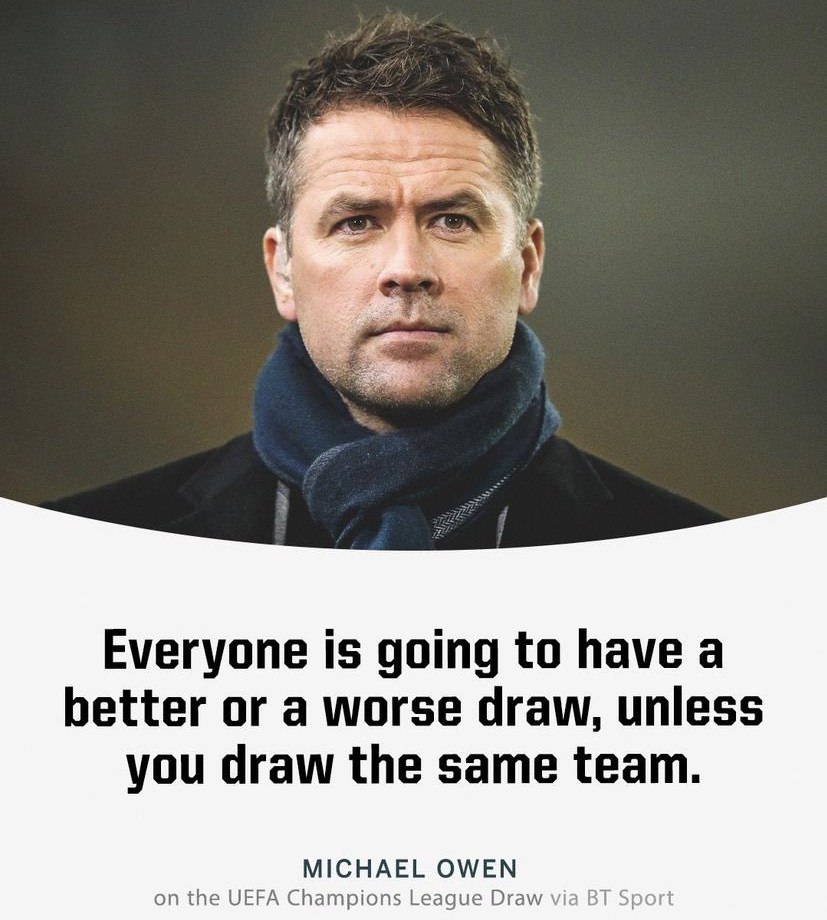 Everyone is going to have a
better or a worse draw, unless
you draw the same team.
MICHAEL OWEN
on the UEFA Champions League Draw via BT Sport